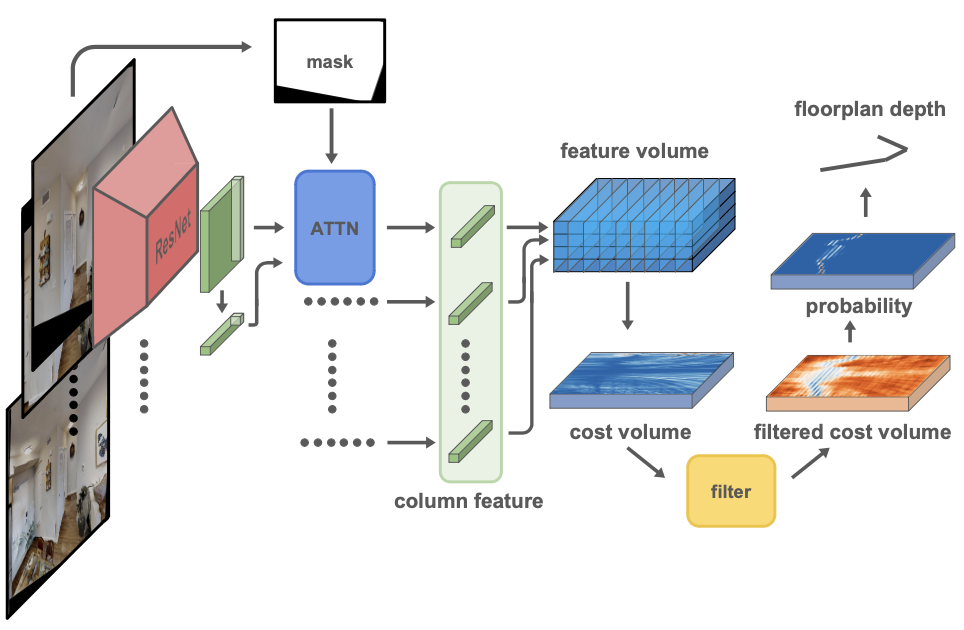 mask
floorplan depth
feature volume
ResNet
ATTN
probability
cost volume
filtered cost volume
column feature
filter